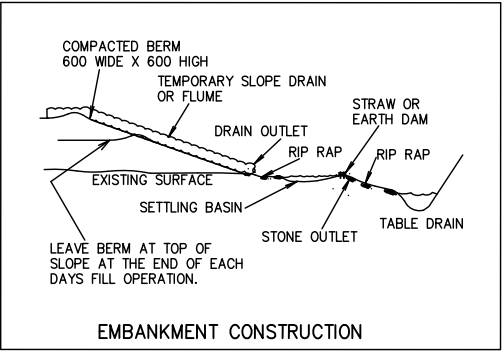 COMPACTED BERM
600 WIDE X 600 HIGH
TEMPORARY SLOPE DRAIN
OR FLUME
STRAW OR
EARTH DAM
DRAIN OUTLET
RIP RAP
RIP RAP
EXISTING SURFACE
SETTLING BASIN
STONE OUTLET
TABLE DRAIN
LEAVE BERM AT TOP OF
SLOPE AT THE END OF EACH
DAYS FILL OPERATION.
EMBANKMENT CONSTRUCTION